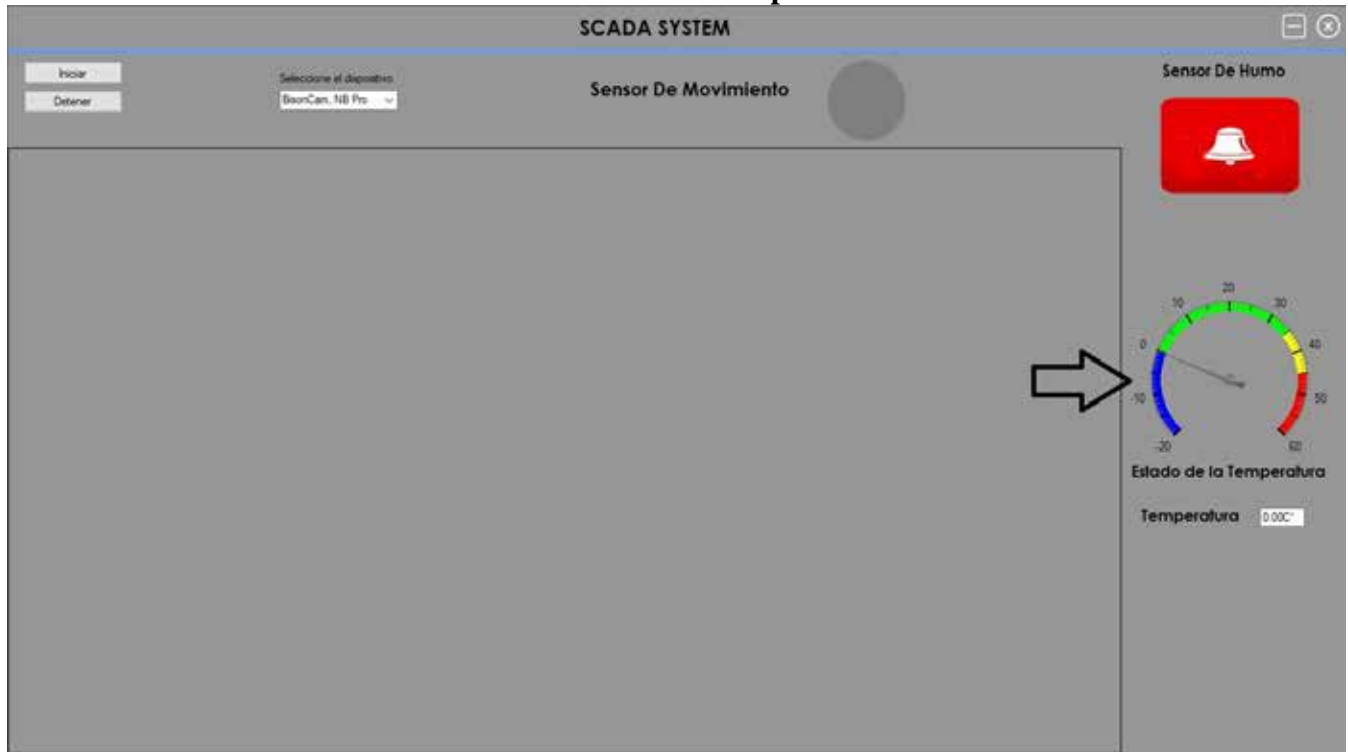 SCADA SYSTEM
Iniciar
Detener
Seleccione el dispositivo
BisonCam, NB Pro
Sensor De Movimiento
Sensor De Humo
-20
-10
0
10
20
30
40
50
60
Estado de la Temperatura
Temperatura 0.00C°